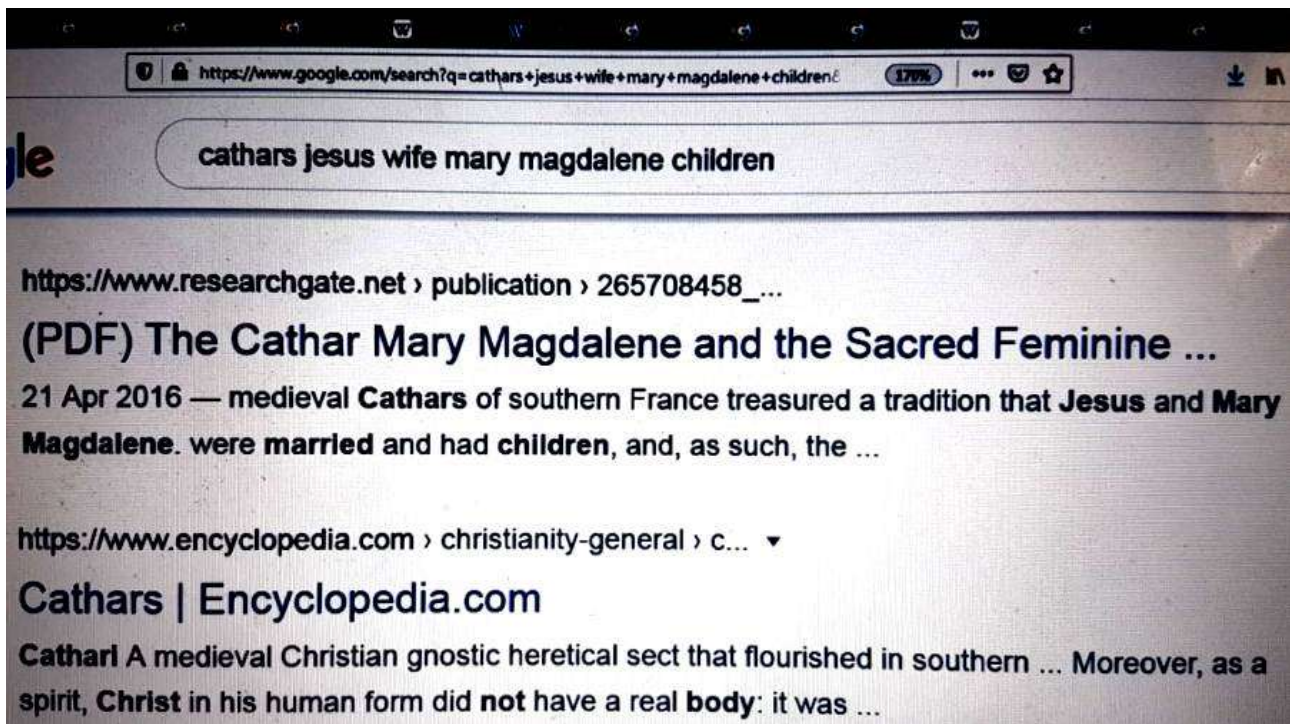 https://www.google.com/search?q=cathars+jesus+wife+mary+magdalene+children&
170%
gle
cathars jesus wife mary magdalene children
https://www.researchgate.net › publication › 265708458_...
(PDF) The Cathar Mary Magdalene and the Sacred Feminine ...
21 Apr 2016 — medieval Cathars of southern France treasured a tradition that Jesus and Mary
Magdalene. were married and had children, and, as such, the ...
https://www.encyclopedia.com › christianity-general › c...
Cathars | Encyclopedia.com
Cathari A medieval Christian gnostic heretical sect that flourished in southern ... Moreover, as a
spirit, Christ in his human form did not have a real body: it was ...